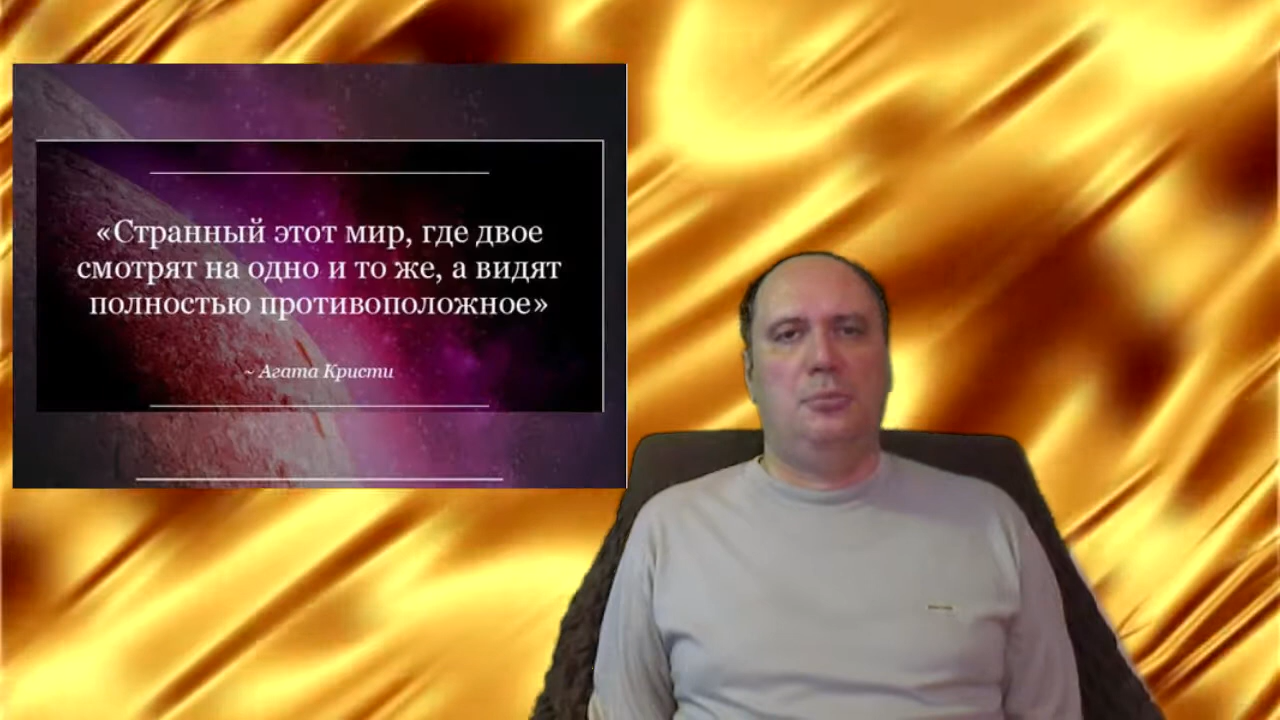 «Странный этот мир, где двое
смотрят на одно и то же, а видят
полностью противоположное»
~ Агата Кристи